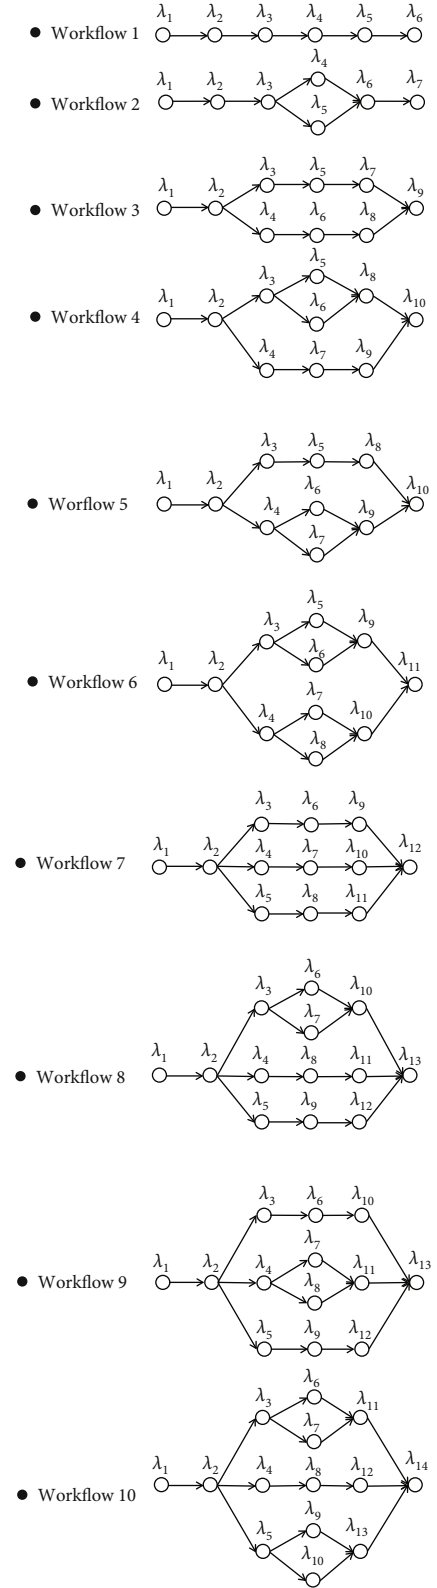 λ1 λ2 λ3 λ4 λ5 λ6
● Workflow 1
λ4
λ1 λ2 λ3 λ5 λ6 λ7
● Workflow 2
λ3 λ5 λ7
λ1 λ2 λ4 λ6 λ8 λ9
● Workflow 3
λ5
λ3 λ8
λ1 λ2 λ6 λ10
● Workflow 4
λ4 λ7 λ9
λ3 λ5 λ8
λ1 λ2 λ6 λ10
● Worflow 5
λ4 λ7 λ9
λ5
λ3 λ6 λ9
λ1 λ2 λ11
● Workflow 6
λ7
λ4 λ8 λ10
λ3 λ6 λ9
λ1 λ2 λ4 λ7 λ10 λ12
● Workflow 7
λ5 λ8 λ11
λ6
λ3 λ7 λ10
λ1 λ2 λ4 λ8 λ11 λ13
● Workflow 8
λ5 λ9 λ12
λ3 λ6 λ10
λ7
λ1 λ2 λ4 λ8 λ11 λ13
● Workflow 9
λ5 λ9 λ12
λ6
λ3 λ7 λ11
λ1 λ2 λ4 λ8 λ12 λ14
● Workflow 10
λ9
λ5 λ10 λ13